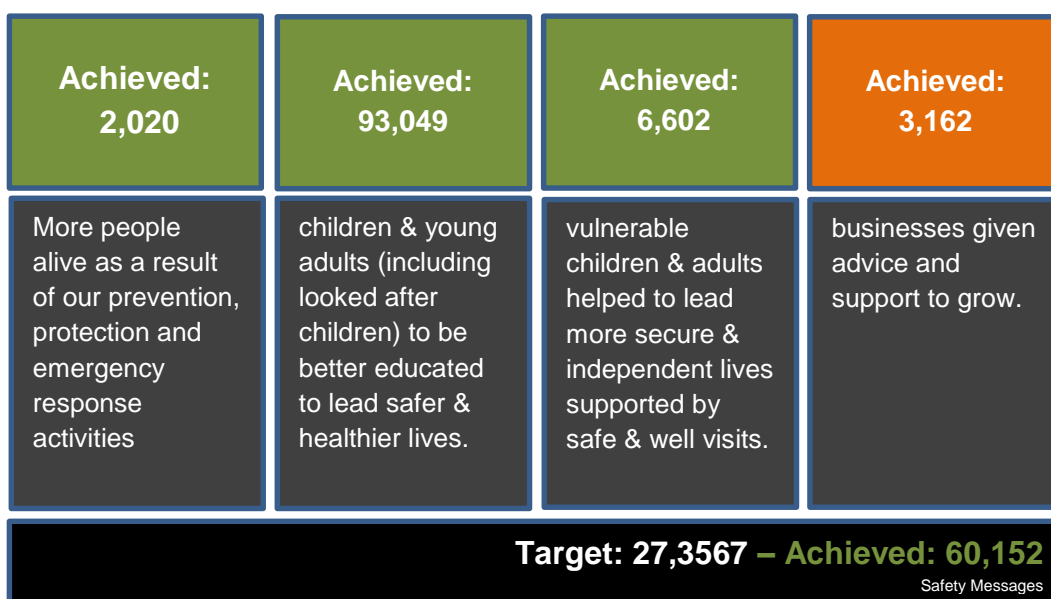 Achieved:
2,020
Achieved:
93,049
Achieved:
6,602
Achieved:
3,162
More people
alive as a result
of our prevention,
protection and
emergency
response
activities
children & young
adults (including
looked after
children) to be
better educated
to lead safer &
healthier lives.
vulnerable
children & adults
helped to lead
more secure &
independent lives
supported by
safe & well visits.
businesses given
advice and
support to grow.
Target: 27,3567 – Achieved: 60,152
Safety Messages